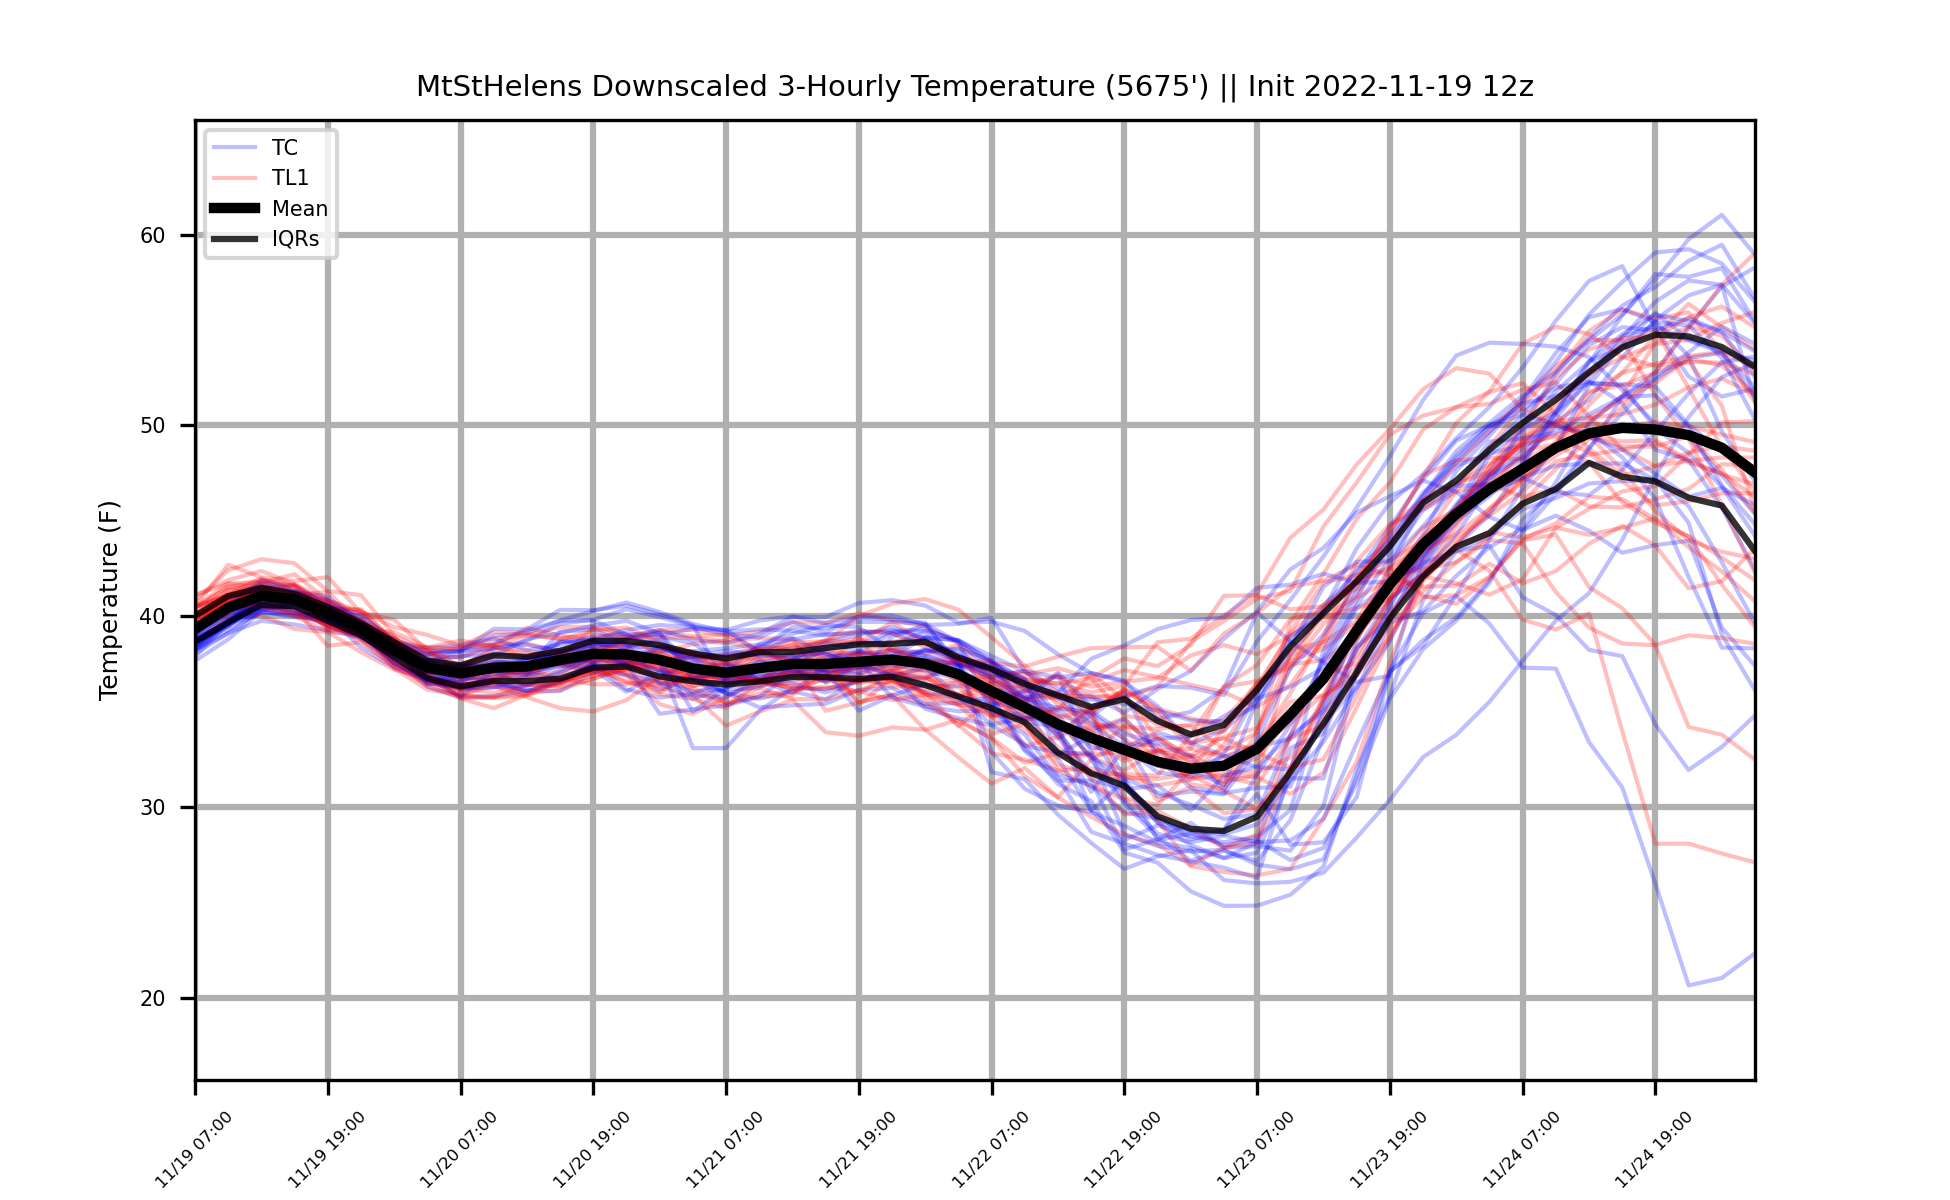 MtStHelens Downscaled 3-Hourly Temperature (5675') || Init 2022-11-19 12z
TC
TL1
Mean
IQRs
Temperature (F)
60
50
40
30
20
11/19 07:00
11/19 19:00
11/20 07:00
11/20 19:00
11/21 07:00
11/21 19:00
11/22 07:00
11/22 19:00
11/23 07:00
11/23 19:00
11/24 07:00
11/24 19:00